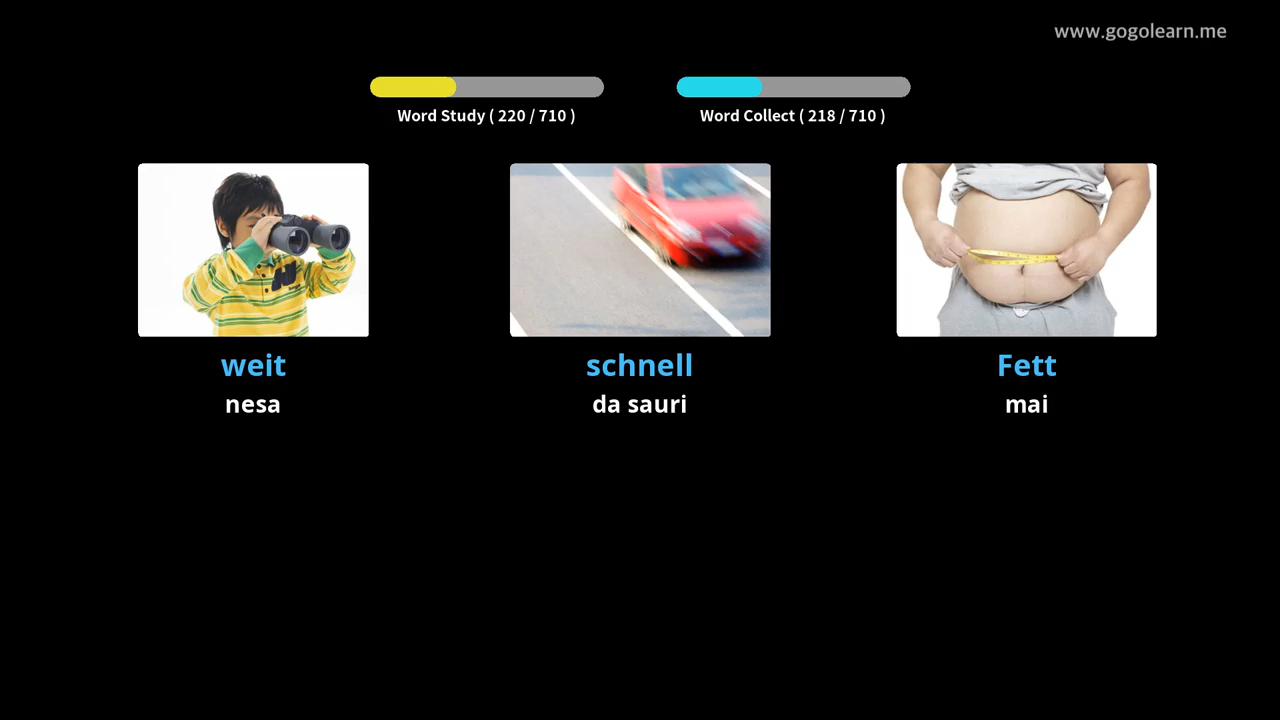 www.gogolearn.me
Word Study ( 220 / 710 )
Word Collect ( 218 / 710 )
weit
nesa
schnell
da sauri
Fett
mai